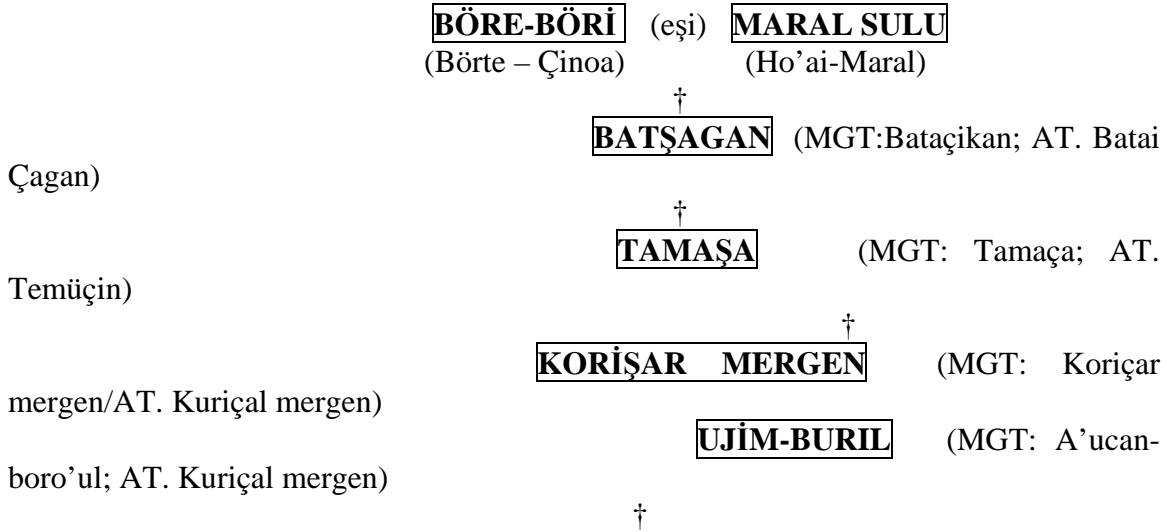 BÖRE-BÖRİ (eşi) MARAL SULU
(Börte – Çinoa) (Ho’ai-Maral)
†
BATŞAGAN (MGT:Bataçikan; AT. Batai
Çagan)
†
TAMAŞA (MGT: Tamaça; AT.
Temüçin)
†
KORİŞAR MERGEN (MGT: Koriçar
mergen/AT. Kuriçal mergen)
UJİM-BURIL (MGT: A’ucan-
boro’ul; AT. Kuriçal mergen)
†